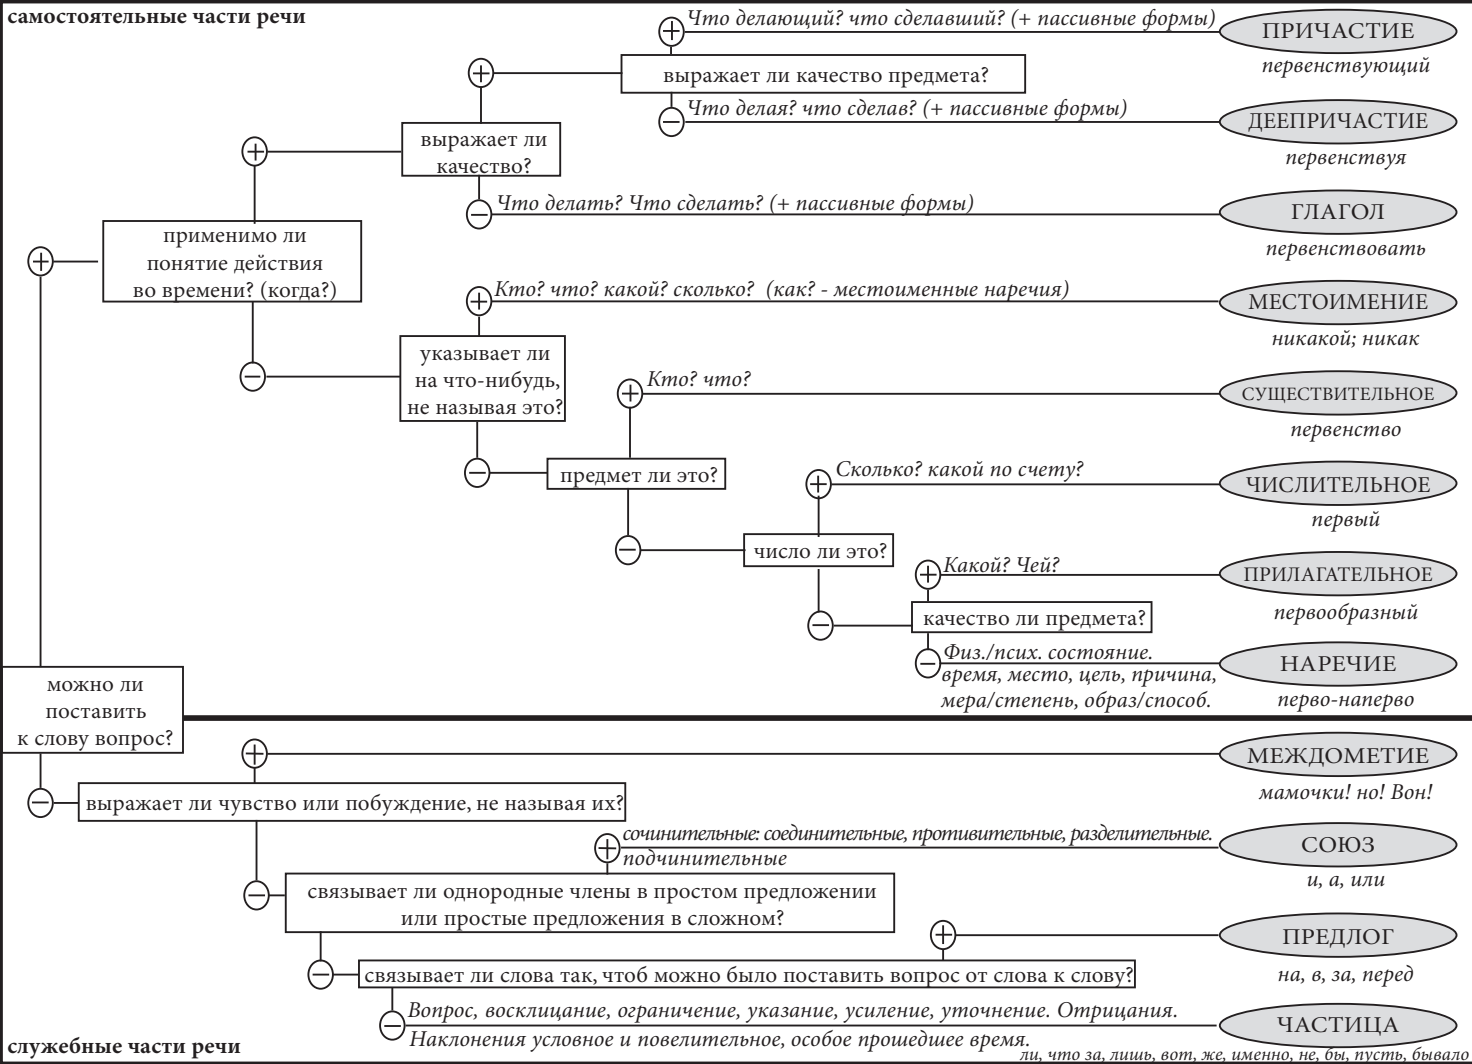 самостоятельные части речи
Что делающий? что сделавший? (+ пассивные формы)
ПРИЧАСТИЕ
первенствующий
выражает ли качество предмета?
Что делая? что сделав? (+ пассивные формы)
ДЕЕПРИЧАСТИЕ
первенствуя
выражает ли
качество?
Что делать? Что сделать? (+ пассивные формы)
ГЛАГОЛ
первенствовать
применимо ли
понятие действия
во времени? (когда?)
Кто? что? какой? сколько? (как? - местоименные наречия)
МЕСТОИМЕНИЕ
никакой; никак
указывает ли
на что-нибудь,
не называя это?
Кто? что?
СУЩЕСТВИТЕЛЬНОЕ
первенство
предмет ли это?
Сколько? какой по счету?
ЧИСЛИТЕЛЬНОЕ
первый
число ли это?
Какой? Чей?
ПРИЛАГАТЕЛЬНОЕ
первообразный
качество ли предмета?
Физ./псих. состояние.
время, место, цель, причина,
мера/степень, образ/способ.
НАРЕЧИЕ
перво-наперво
можно ли
поставить
к слову вопрос?
МЕЖДОМЕТИЕ
мамочки! но! Вон!
выражает ли чувство или побуждение, не называя их?
сочинительные: соединительные, противительные, разделительные.
подчинительные
СОЮЗ
и, а, или
связывает ли однородные члены в простом предложении
или простые предложения в сложном?
ПРЕДЛОГ
на, в, за, перед
связывает ли слова так, чтоб можно было поставить вопрос от слова к слову?
Вопрос, восклицание, ограничение, указание, усиление, уточнение. Отрицания.
Наклонения условное и повелительное, особое прошедшее время.
ЧАСТИЦА
ли, что за, лишь, вот, же, именно, не, бы, пусть, бывало
служебные части речи